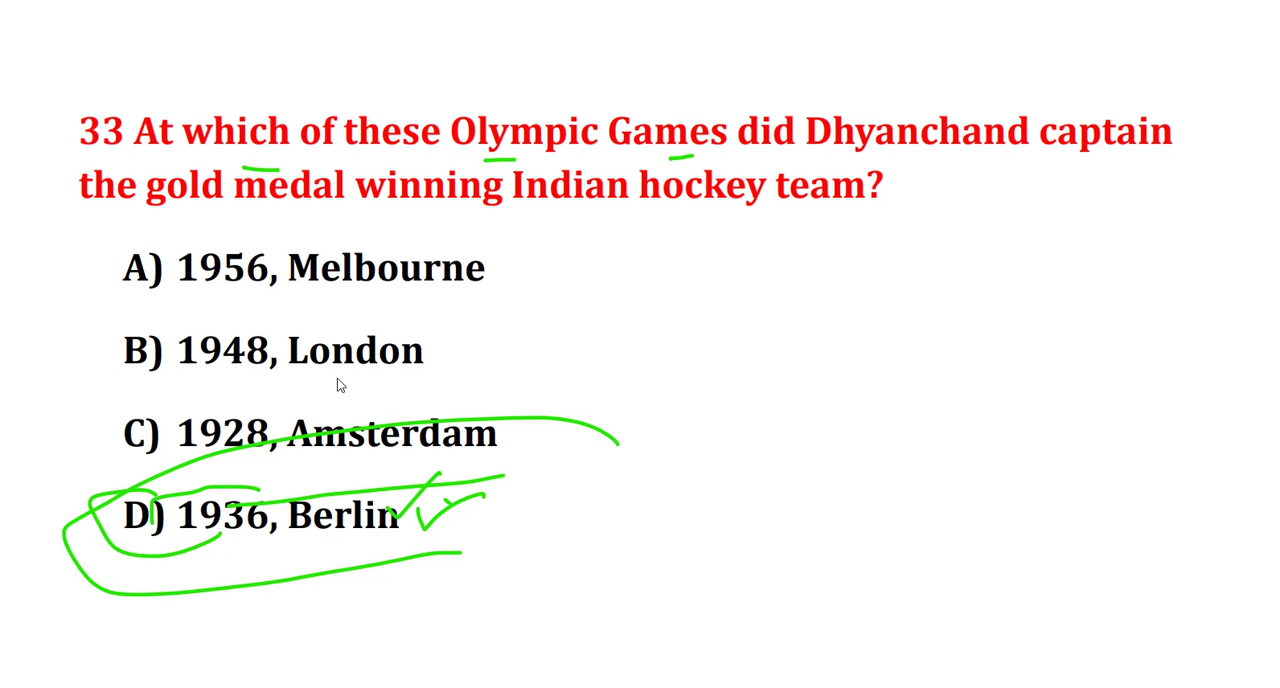 33 At which of these Olympic Games did Dhyanchand captain
the gold medal winning Indian hockey team?
A) 1956, Melbourne
B) 1948, London
C) 1928, Amsterdam
D) 1936, Berlin